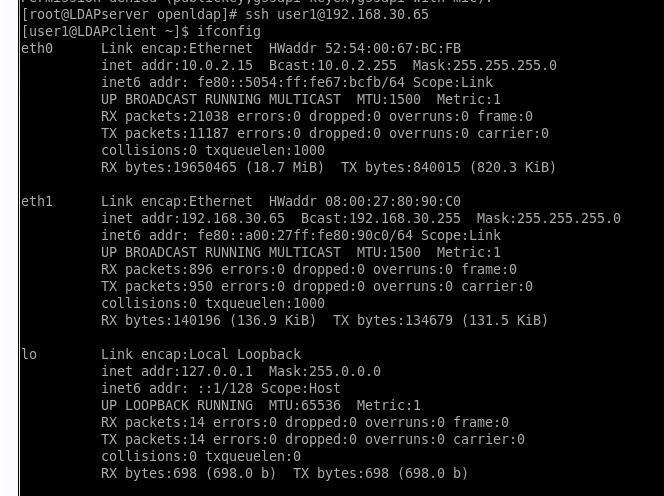 [root@LDAPserver openldap]# ssh user1@192.168.30.65
[user1@LDAPclient ~]$ ifconfig
eth0      Link encap:Ethernet  HWaddr 52:54:00:67:BC:FB
          inet addr:10.0.2.15  Bcast:10.0.2.255  Mask:255.255.255.0
          inet6 addr: fe80::5054:ff:fe67:bcfb/64 Scope:Link
          UP BROADCAST RUNNING MULTICAST  MTU:1500  Metric:1
          RX packets:21038 errors:0 dropped:0 overruns:0 frame:0
          TX packets:11187 errors:0 dropped:0 overruns:0 carrier:0
          collisions:0 txqueuelen:1000
          RX bytes:19650465 (18.7 MiB)  TX bytes:840015 (820.3 KiB)

eth1      Link encap:Ethernet  HWaddr 08:00:27:80:90:C0
          inet addr:192.168.30.65  Bcast:192.168.30.255  Mask:255.255.255.0
          inet6 addr: fe80::a00:27ff:fe80:90c0/64 Scope:Link
          UP BROADCAST RUNNING MULTICAST  MTU:1500  Metric:1
          RX packets:896 errors:0 dropped:0 overruns:0 frame:0
          TX packets:950 errors:0 dropped:0 overruns:0 carrier:0
          collisions:0 txqueuelen:1000
          RX bytes:140196 (136.9 KiB)  TX bytes:134679 (131.5 KiB)

lo        Link encap:Local Loopback
          inet addr:127.0.0.1  Mask:255.0.0.0
          inet6 addr: ::1/128 Scope:Host
          UP LOOPBACK RUNNING  MTU:65536  Metric:1
          RX packets:14 errors:0 dropped:0 overruns:0 frame:0
          TX packets:14 errors:0 dropped:0 overruns:0 carrier:0
          collisions:0 txqueuelen:0
          RX bytes:698 (698.0 b)  TX bytes:698 (698.0 b)